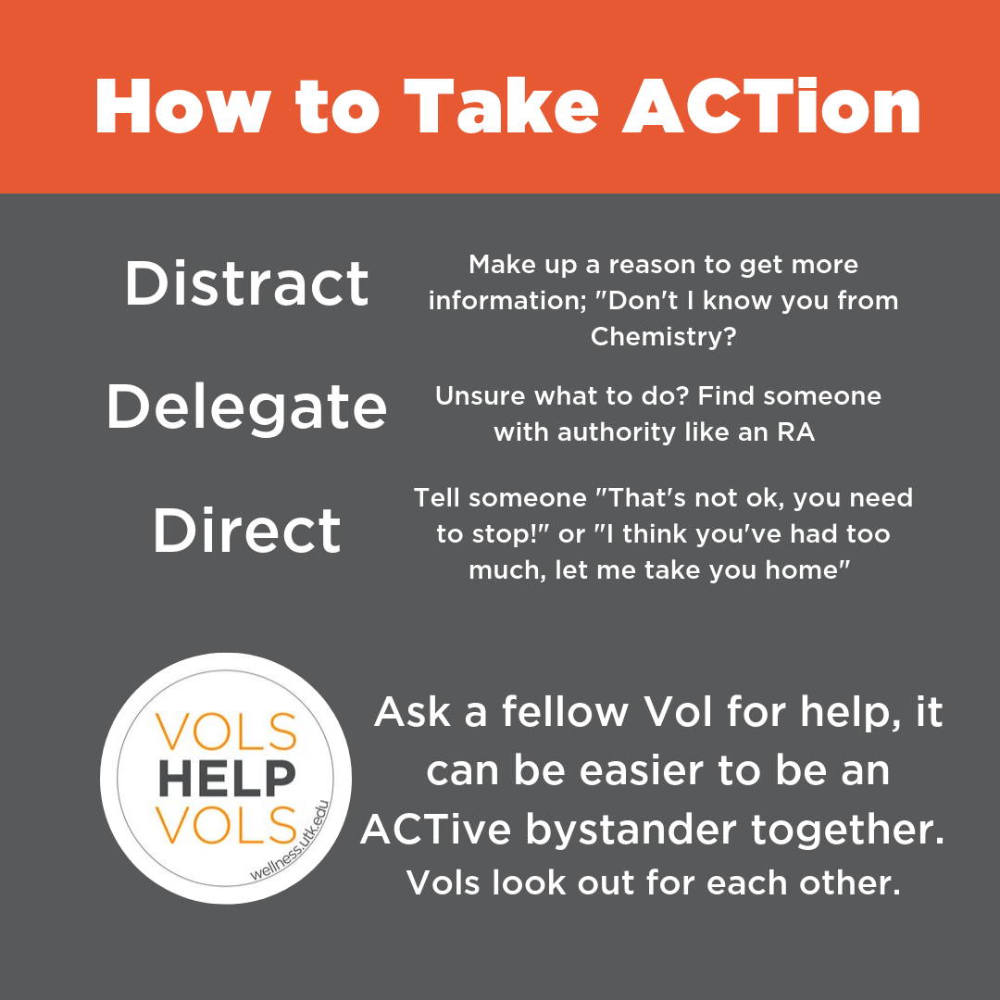 How to Take ACTion
Distract
Make up a reason to get more
information; "Don't I know you from
Chemistry?
Delegate
Unsure what to do? Find someone
with authority like an RA
Direct
Tell someone "That's not ok, you need
to stop!" or "I think you've had too
much, let me take you home"
VOLS
HELP
VOLS
wellness.utk.edu
Ask a fellow Vol for help, it
can be easier to be an
ACTive bystander together.
Vols look out for each other.